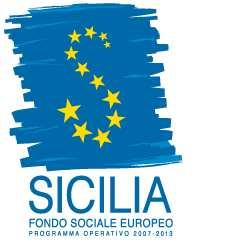 SICILIA
FONDO SOCIALE EUROPEO
PROGRAMMA OPERATIVO 2007-2013